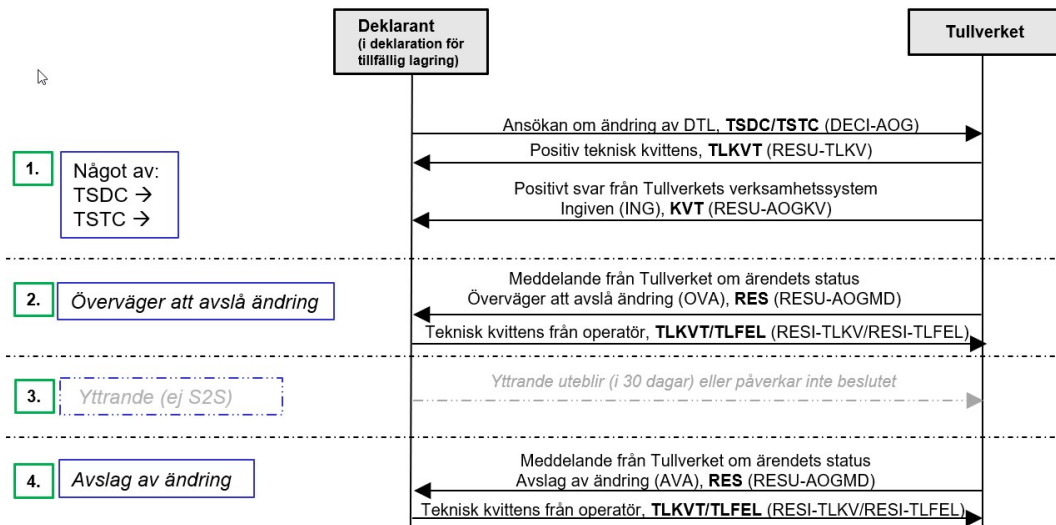 Deklarant
(i deklaration för
tillfällig lagring)
Tullverket
Ansökan om ändring av DTL, TSDC/TSTC (DECI-AOG)
Positiv teknisk kvittens, TLKVT (RESU-TLKV)
1.
Något av:
TSDC →
TSTC →
Positivt svar från Tullverkets verksamhetssystem
Ingiven (ING), KVT (RESU-AOGKV)
2.
Överväger att avslå ändring
Meddelande från Tullverket om ärendets status
Överväger att avslå ändring (OVA), RES (RESU-AOGMD)
Teknisk kvittens från operatör, TLKVT/TLFEL (RESI-TLKV/RESI-TLFEL)
3.
Yttrande (ej S2S)
Yttrande uteblir (i 30 dagar) eller påverkar inte beslutet
4.
Avslag av ändring
Meddelande från Tullverket om ärendets status
Avslag av ändring (AVA), RES (RESU-AOGMD)
Teknisk kvittens från operatör, TLKVT/TLFEL (RESI-TLKV/RESI-TLFEL)